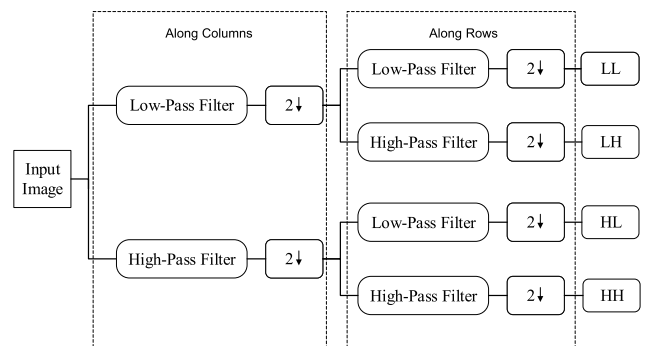 Along Columns
Along Rows
Low-Pass Filter
2↓
LL
Low-Pass Filter
2↓
High-Pass Filter
2↓
LH
Input
Image
Low-Pass Filter
2↓
HL
High-Pass Filter
2↓
High-Pass Filter
2↓
HH